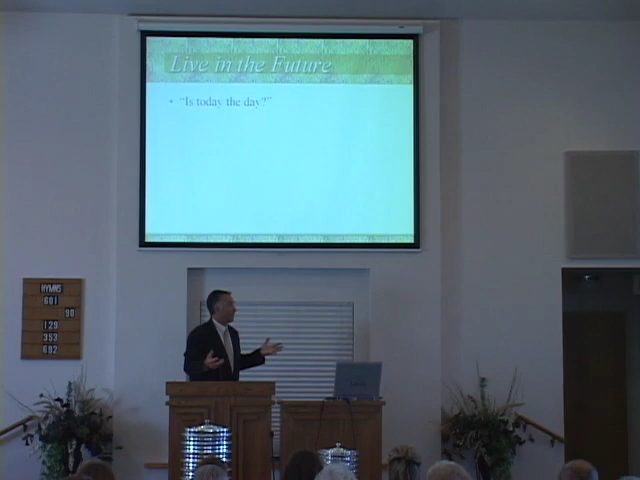 Live in the Future
• "Is today the day?"
HYMNS
601
90
129
353
692